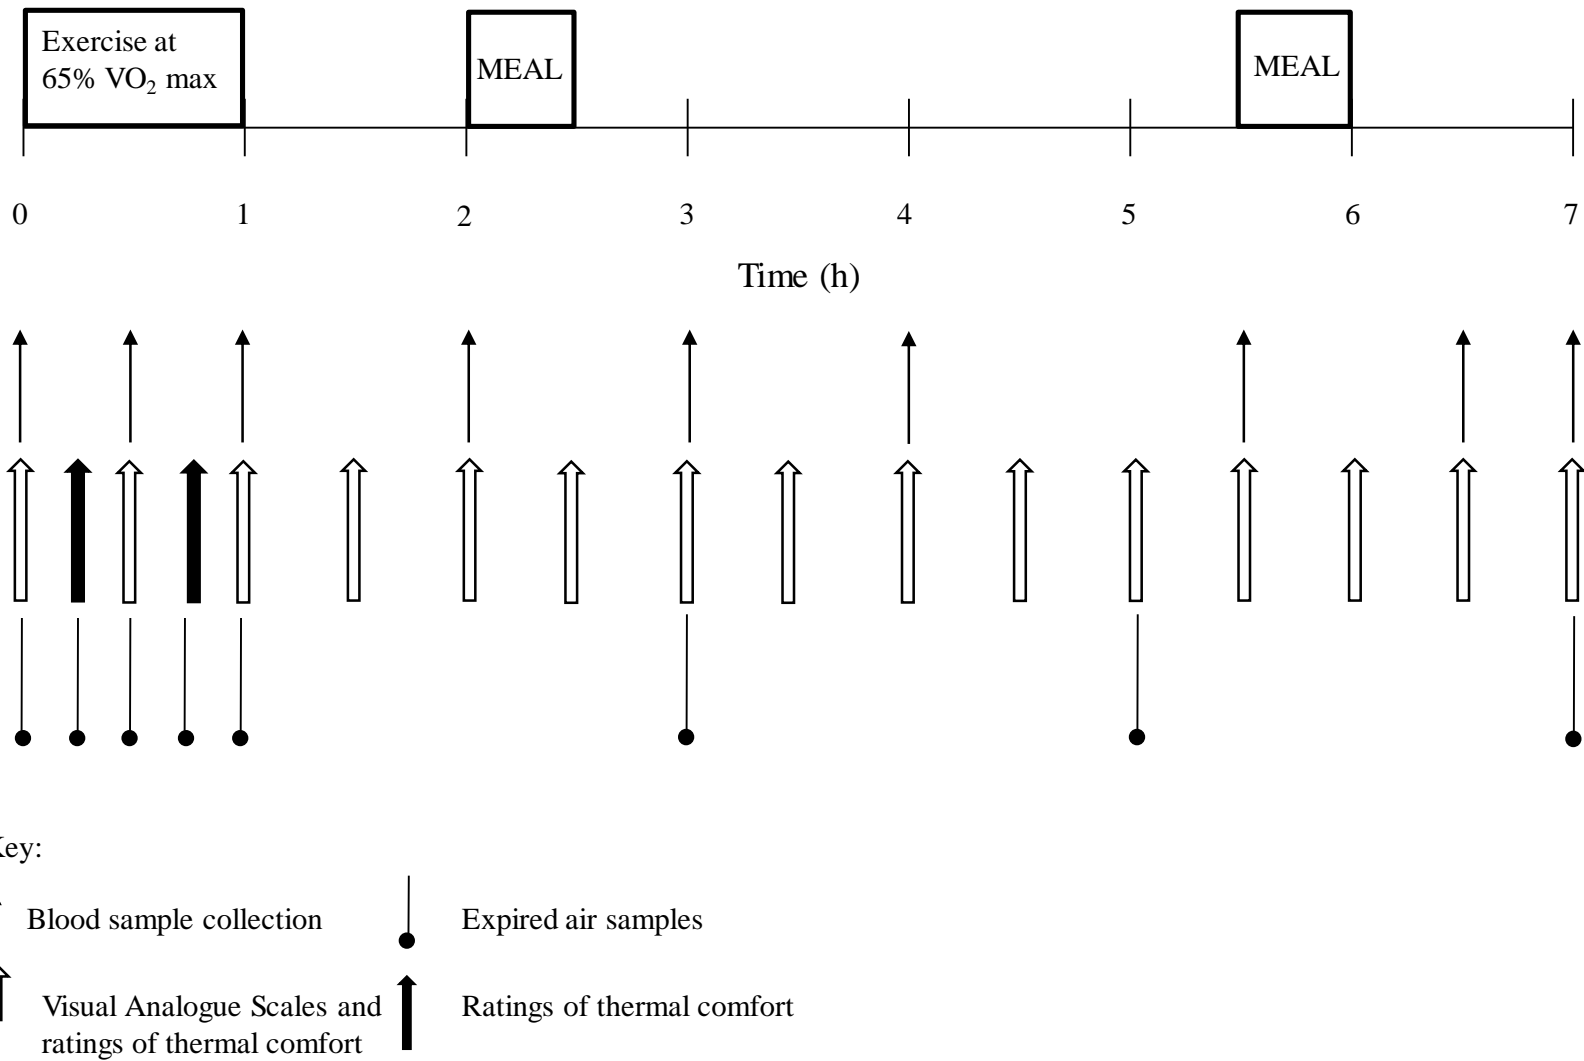 Exercise at
65% VO₂ max
MEAL
MEAL
0 1 2 3 4 5 6 7
Time (h)
Key:
Blood sample collection
Expired air samples
Visual Analogue Scales and
ratings of thermal comfort
Ratings of thermal comfort